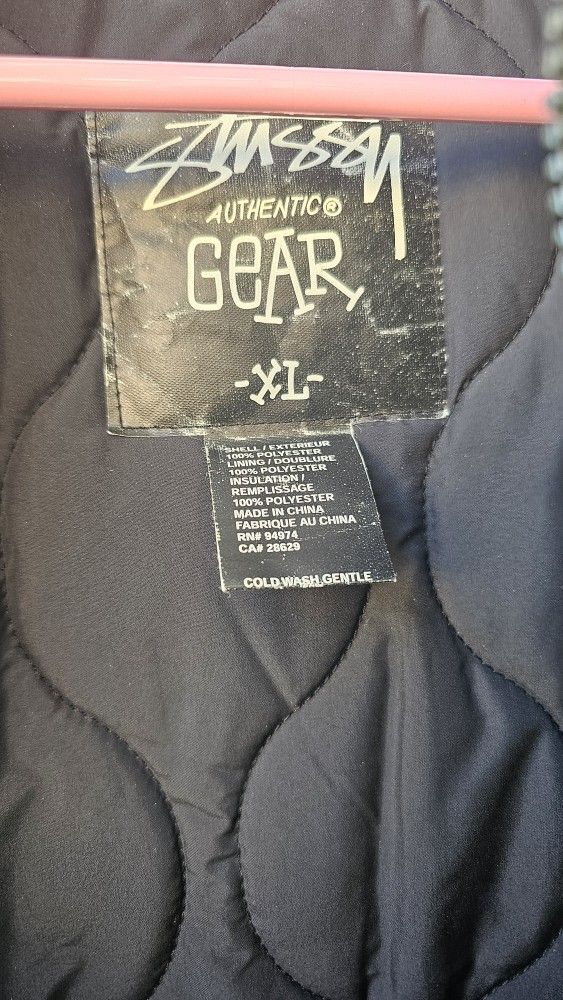 Stüssy
AUTHENTIC®
GEAR
-XL-
SHELL / EXTERIEUR
100% POLYESTER
LINING / DOUBLURE
100% POLYESTER
INSULATION /
REMPLISSAGE
100% POLYESTER
MADE IN CHINA
FABRIQUE AU CHINA
RN# 94974
CA# 28629
COLD WASH GENTLE